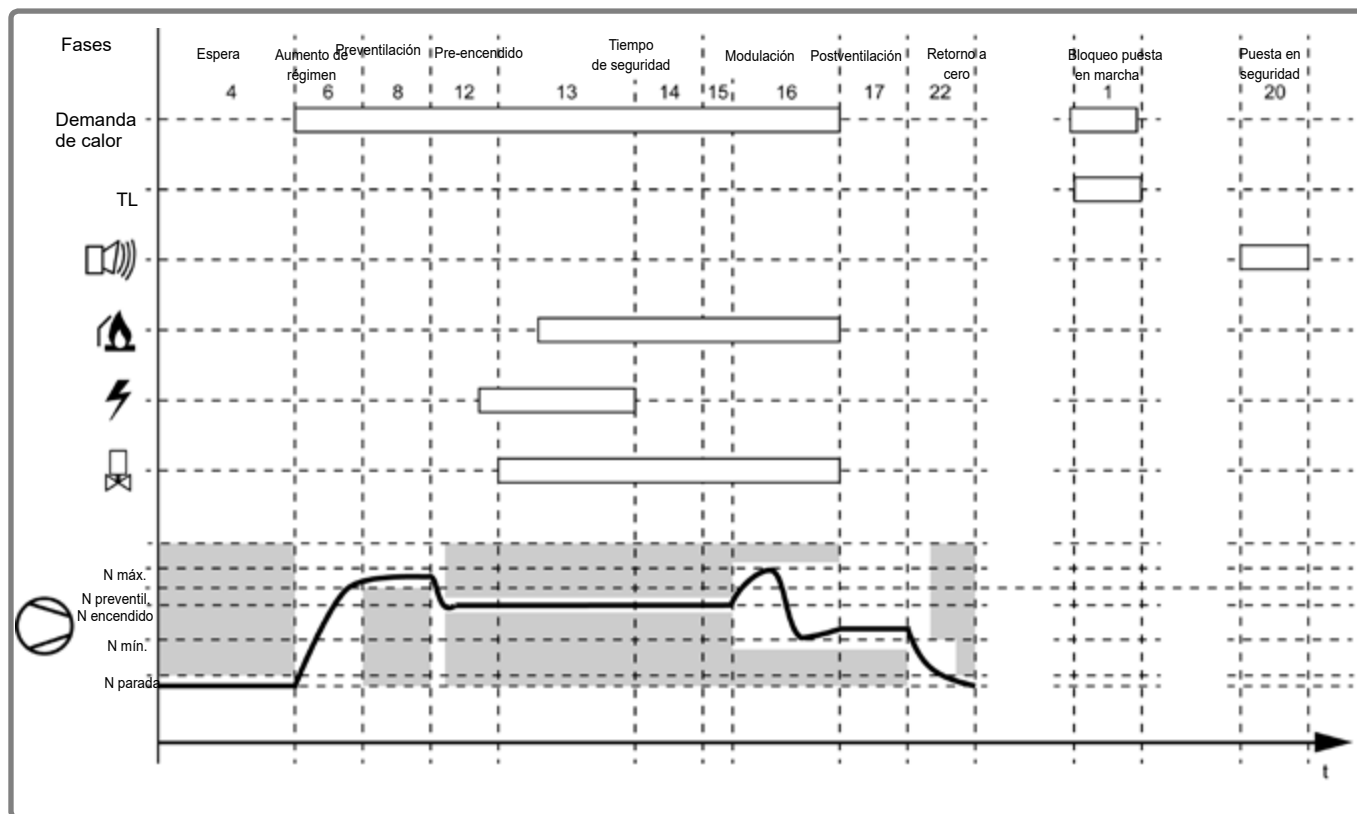 Fases
Espera
Aumento de
régimen
Preventilación
Pre-encendido
Tiempo
de seguridad
Modulación
Postventilación
Retorno a
cero
Bloqueo puesta
en marcha
Puesta en
seguridad
4 6 8 12 13 14 15 16 17 22 1 20
Demanda
de calor
TL
N máx.
N preventil.
N encendido
N mín.
N parada
t